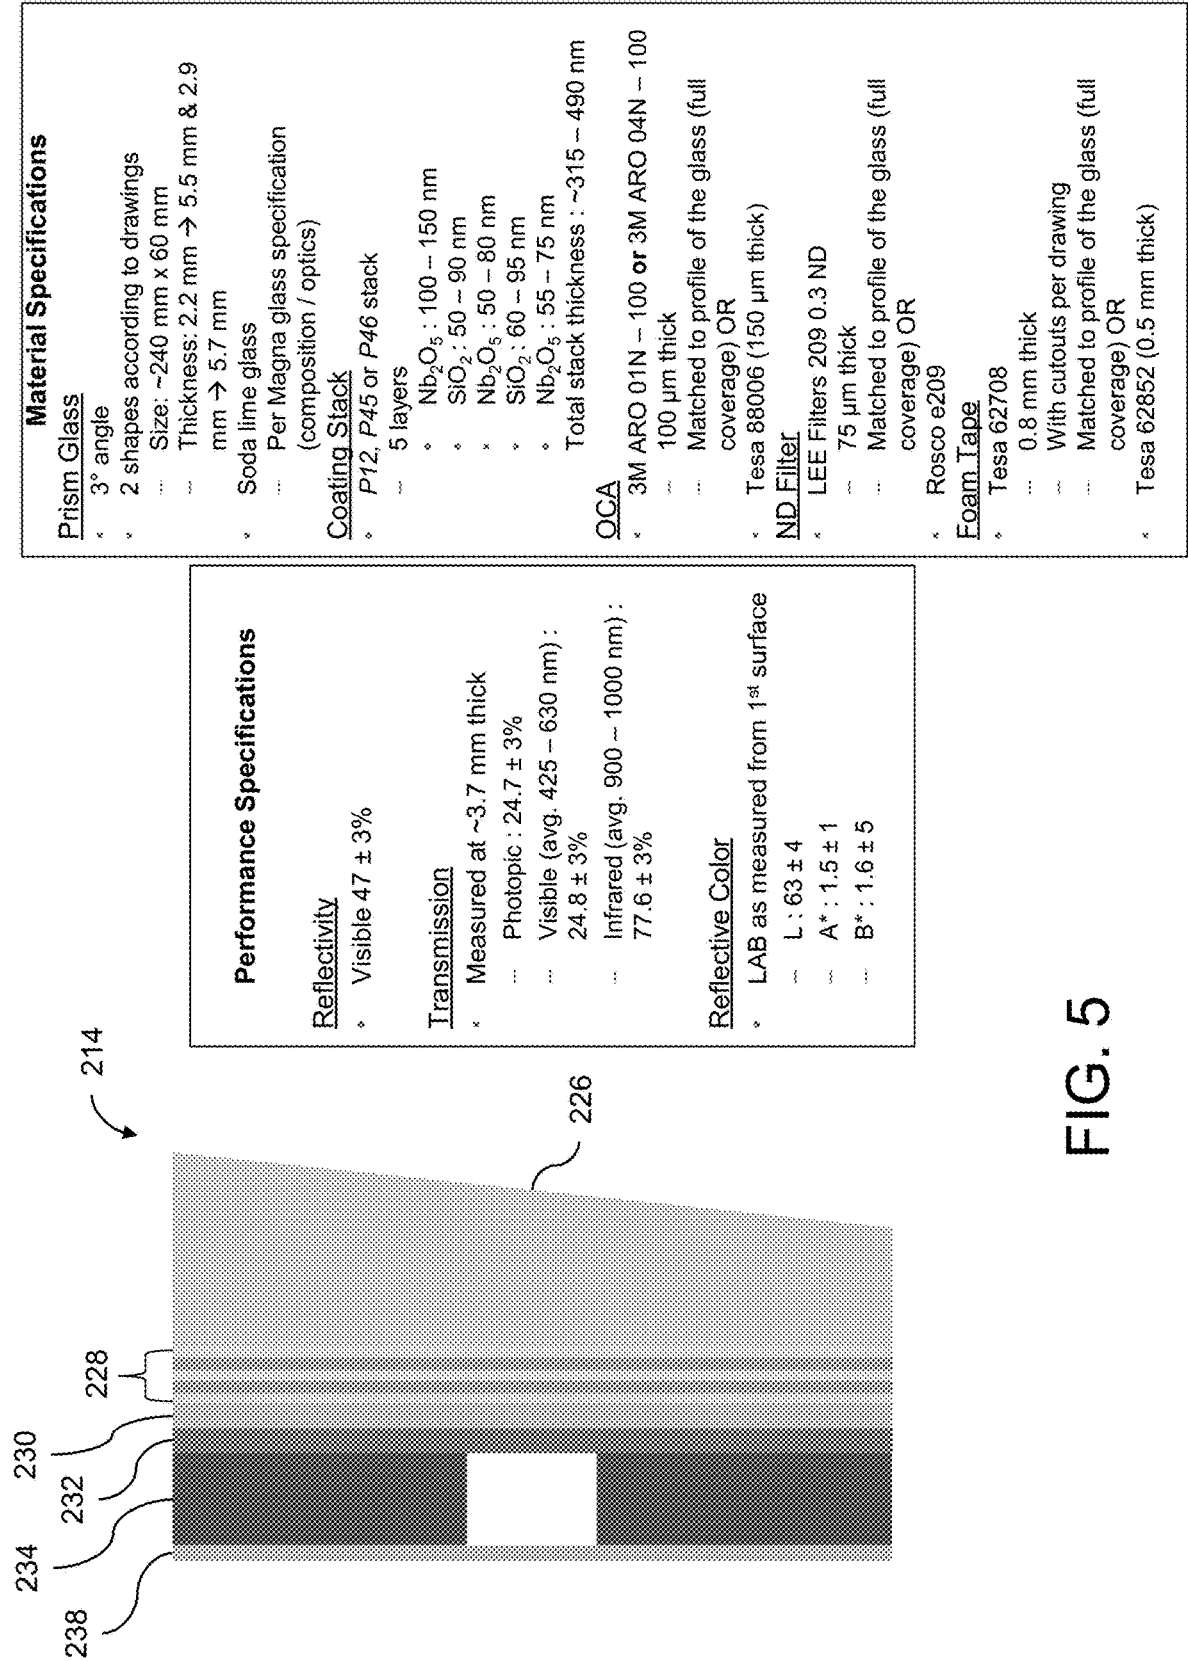 214
226
228
230
232
234
238
Performance Specifications
Reflectivity
Visible 47 ± 3%
Transmission
Measured at ~3.7 mm thick
Photopic : 24.7 ± 3%
Visible (avg. 425 – 630 nm) :
24.8 ± 3%
Infrared (avg. 900 – 1000 nm) :
77.6 ± 3%
Reflective Color
LAB as measured from 1st surface
L : 63 ± 4
A* : 1.5 ± 1
B* : 1.6 ± 5
Material Specifications
Prism Glass
3° angle
2 shapes according to drawings
Size: ~240 mm x 60 mm
Thickness: 2.2 mm → 5.5 mm & 2.9
mm → 5.7 mm
Soda lime glass
Per Magna glass specification
(composition / optics)
Coating Stack
P12, P45 or P46 stack
5 layers
Nb₂O₅ : 100 – 150 nm
SiO₂ : 50 – 90 nm
Nb₂O₅ : 50 – 80 nm
SiO₂ : 60 – 95 nm
Nb₂O₅ : 55 – 75 nm
Total stack thickness : ~315 – 490 nm
OCA
3M ARO 01N – 100 or 3M ARO 04N – 100
100 µm thick
Matched to profile of the glass (full
coverage) OR
Tesa 88006 (150 µm thick)
ND Filter
LEE Filters 209 0.3 ND
75 µm thick
Matched to profile of the glass (full
coverage) OR
Rosco e209
Foam Tape
Tesa 62708
0.8 mm thick
With cutouts per drawing
Matched to profile of the glass (full
coverage) OR
Tesa 62852 (0.5 mm thick)
FIG. 5